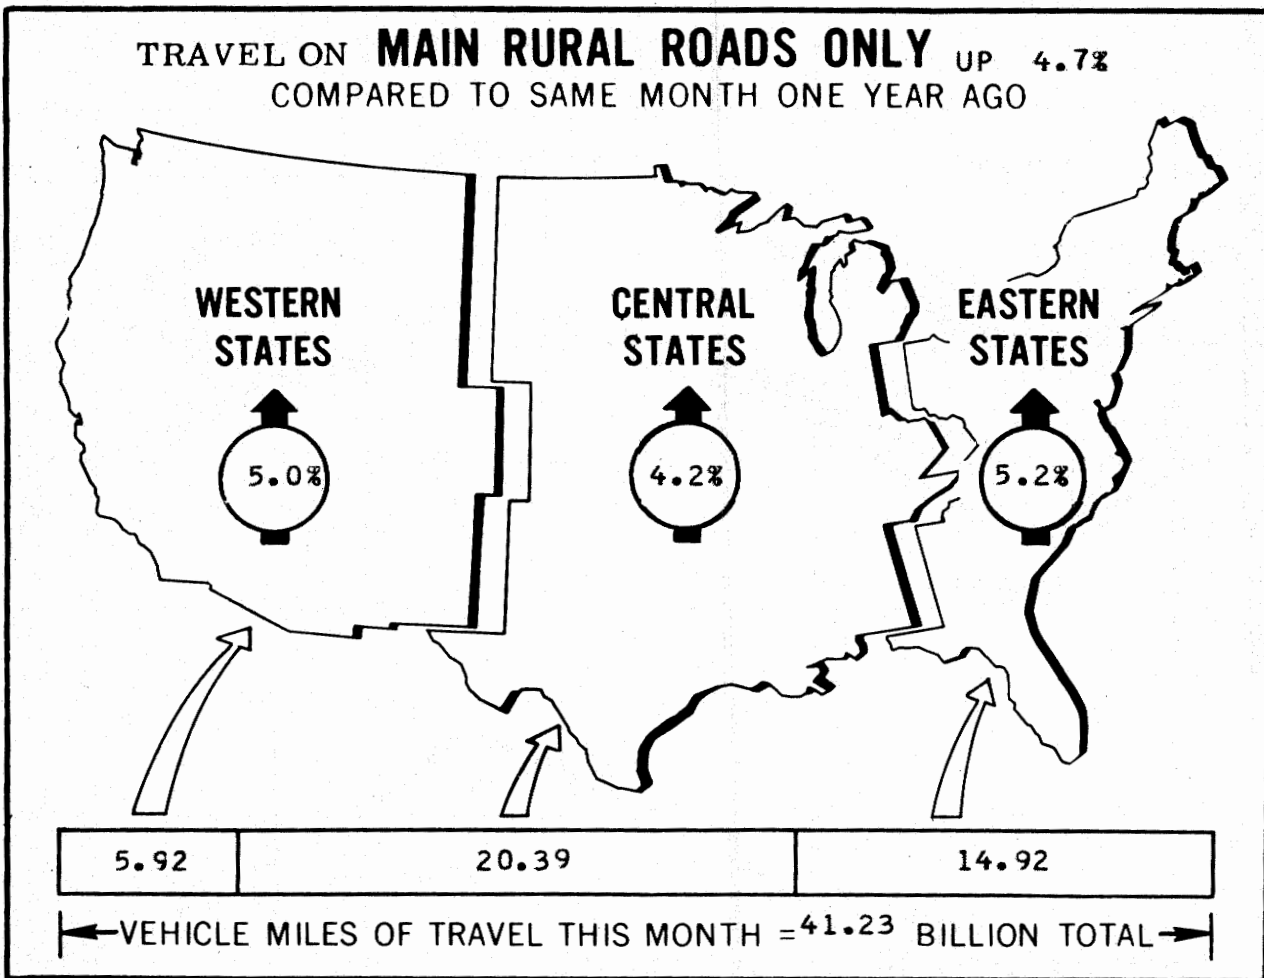 TRAVEL ON MAIN RURAL ROADS ONLY UP 4.7%
COMPARED TO SAME MONTH ONE YEAR AGO
WESTERN
STATES
5.0%
CENTRAL
STATES
4.2%
EASTERN
STATES
5.2%
5.92 20.39 14.92
VEHICLE MILES OF TRAVEL THIS MONTH = 41.23 BILLION TOTAL